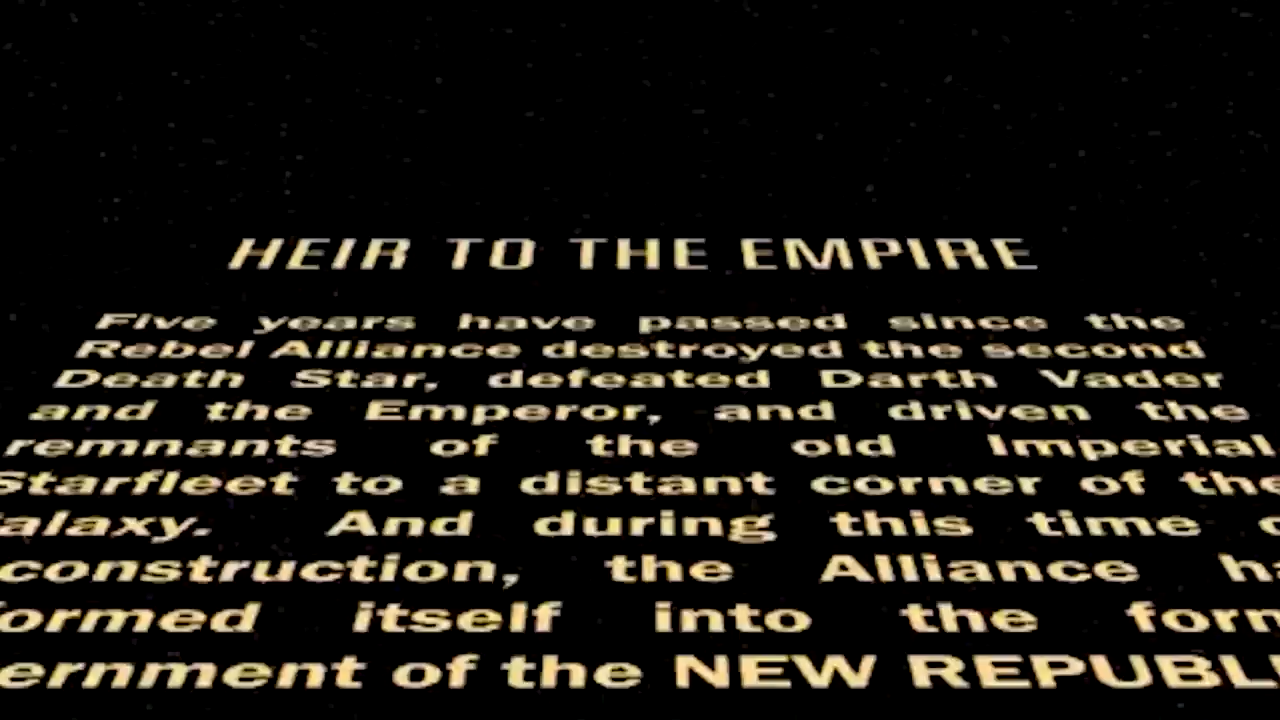 HEIR TO THE EMPIRE
Five years have passed since the
Rebel Alliance destroyed the second
Death Star, defeated Darth Vader
and the Emperor, and driven the
remnants of the old Imperial
Starfleet to a distant corner of the
alaxy. And during this time o
construction, the Alliance ha
ormed itself into the form
ernment of the NEW REPUBLI